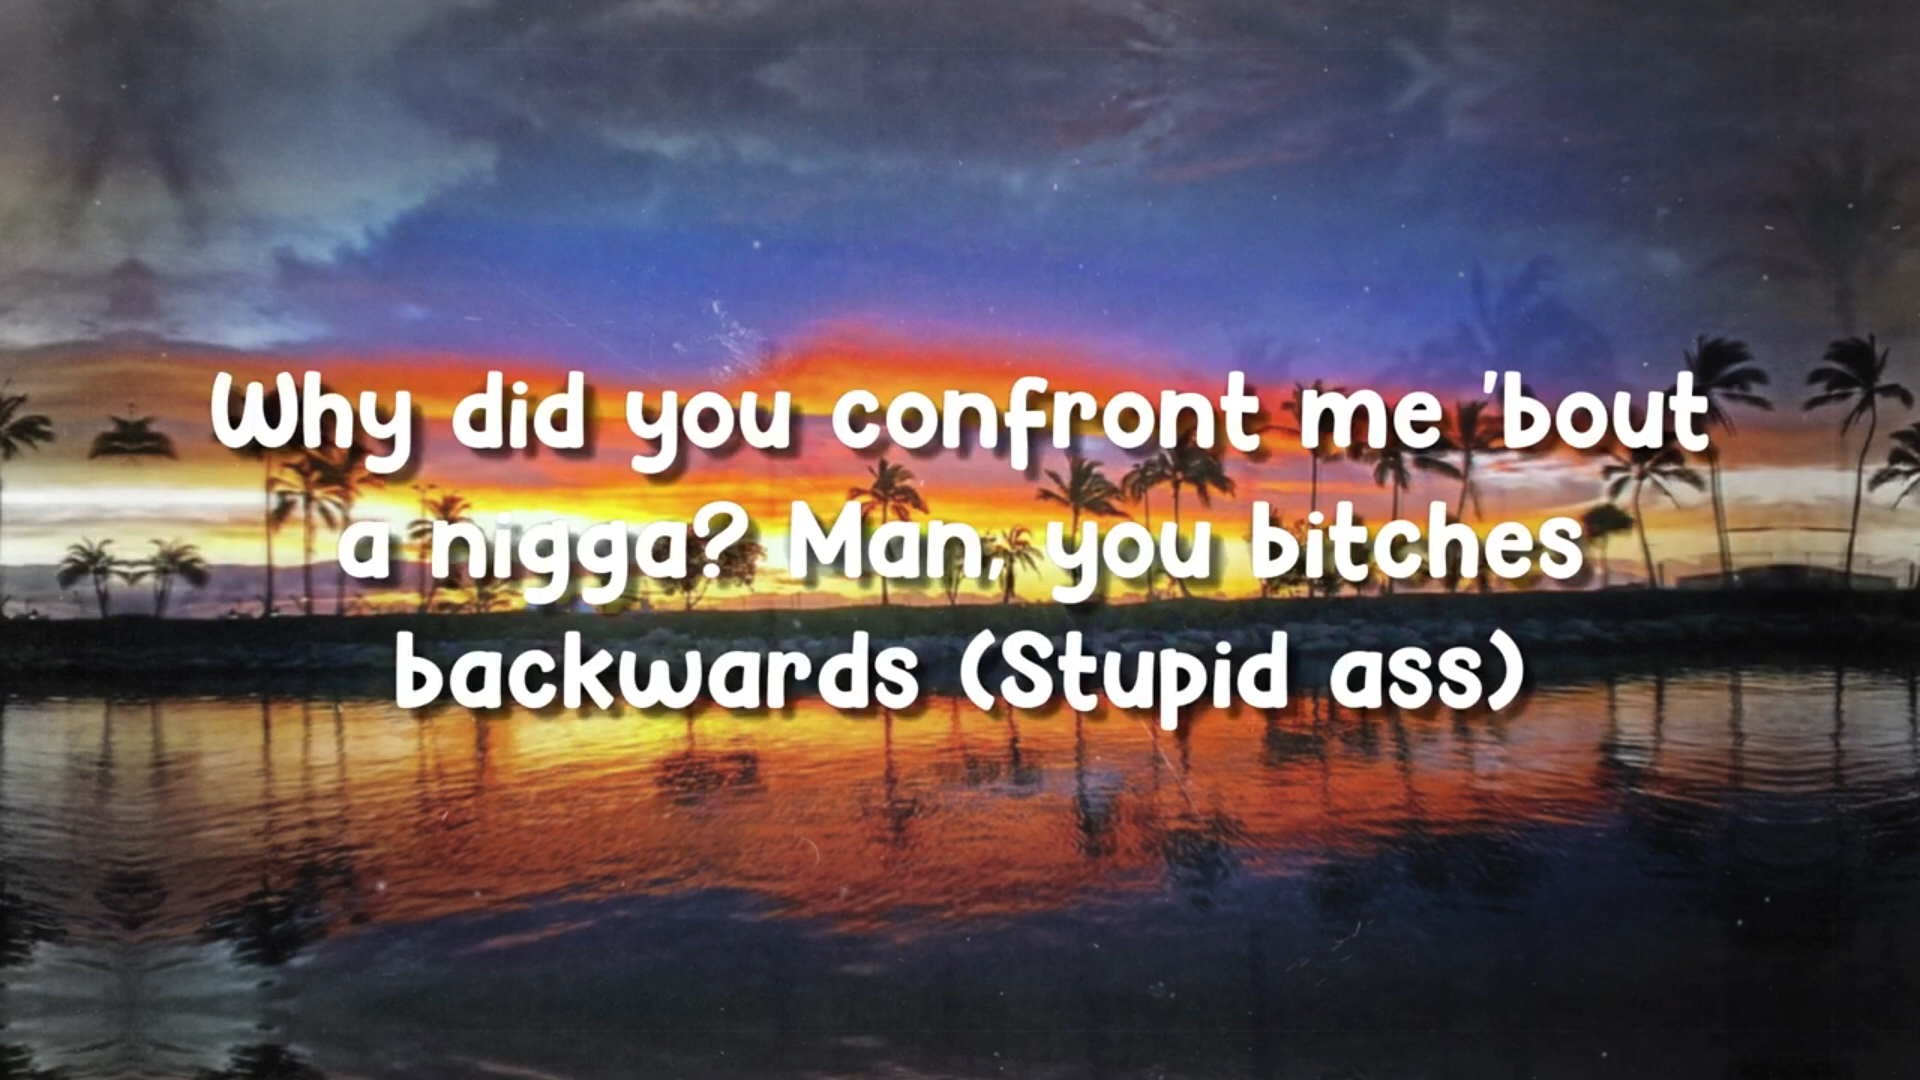 Why did you confront me 'bout
a nigga? Man, you bitches
backwards (Stupid ass)